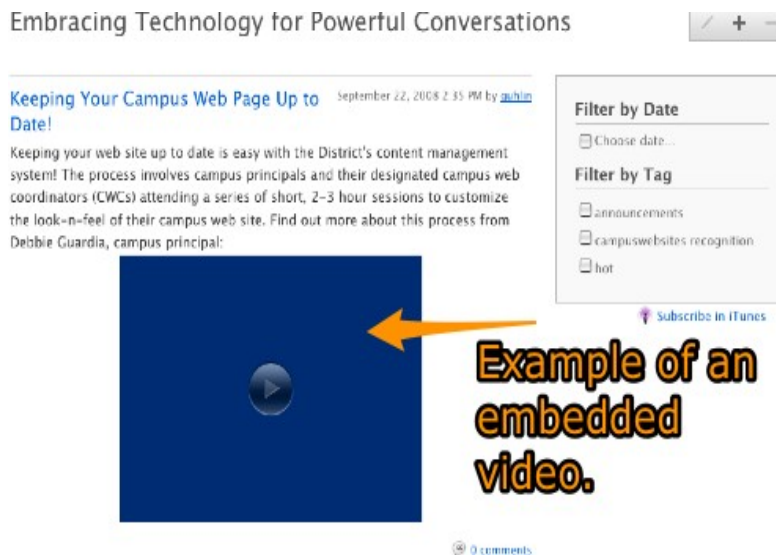 Embracing Technology for Powerful Conversations
Keeping Your Campus Web Page Up to
Date!
September 22, 2008 2:35 PM by guhlin
Keeping your web site up to date is easy with the District's content management
system! The process involves campus principals and their designated campus web
coordinators (CWCs) attending a series of short, 2-3 hour sessions to customize
the look-n-feel of their campus web site. Find out more about this process from
Debbie Guardia, campus principal:
Filter by Date
Choose date...
Filter by Tag
announcements
campuswebsites recognition
hot
Subscribe in iTunes
Example of an
embedded
video.
0 comments